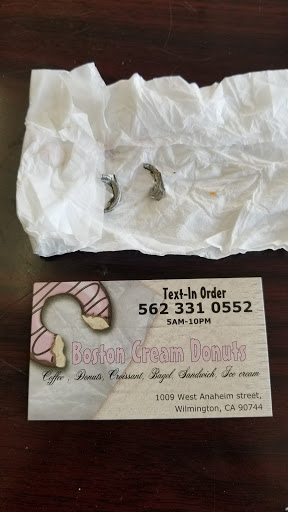 Text-In Order
562 331 0552
5AM-10PM
Boston Cream Donuts
Coffee , Donuts, Croissant, Bagel, Sandwich, Ice cream
1009 West Anaheim street,
Wilmington, CA 90744